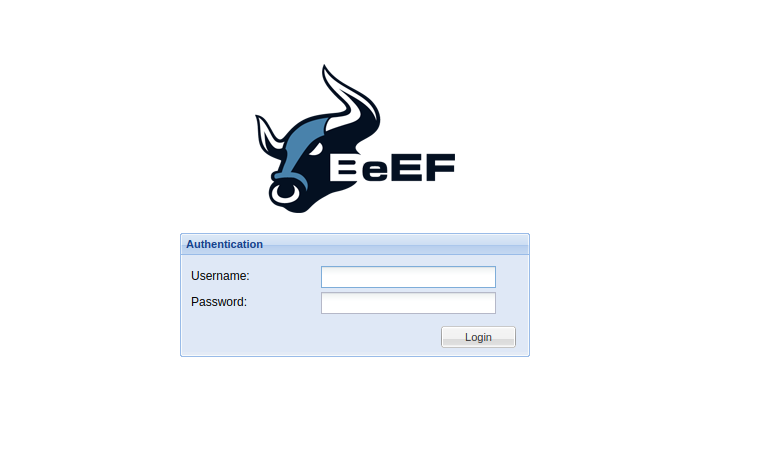 BeEF
Authentication
Username:
Password:
Login